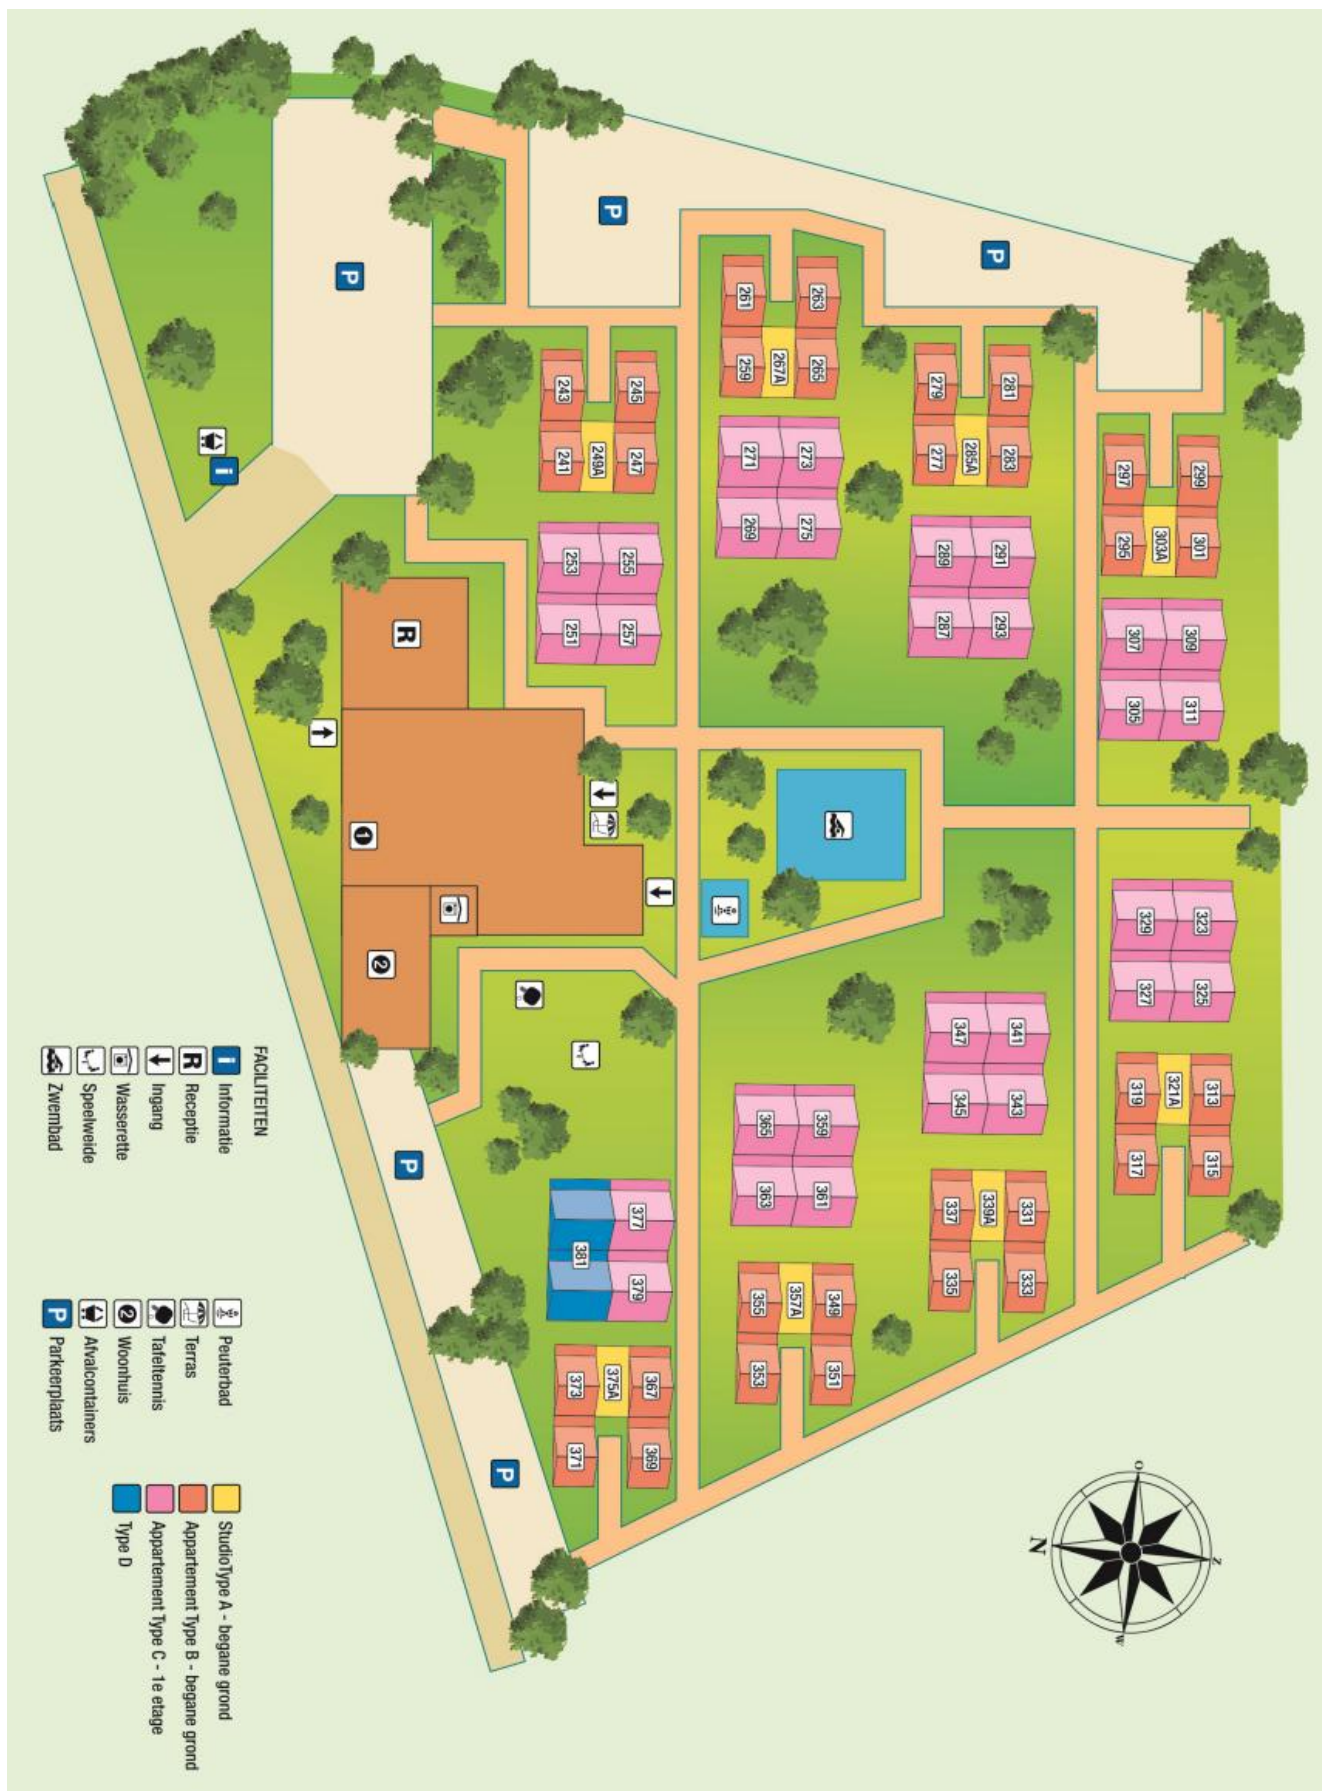 Z
299 301 309 311 323 325 313 315
303A 321A
O W
297 295 307 305 329 327 319 317
N
281 283 291 293 341 343 331 333
P 285A 339A
279 277 289 287 347 345 337 335
263 265 273 275 359 361 349 351
267A 357A
261 259 271 269 365 363 355 353
245 247 255 257 377 379 367 369
P 249A 381 375A
243 241 253 251 373 371
P
R P
2
1
P
i
FACILITEITEN
i Informatie
R Receptie
Ingang
Wasserette
Speelweide
Zwembad
Peuterbad
Terras
Tafeltennis
2 Woonhuis
Afvalcontainers
P Parkeerplaats
StudioType A - begane grond
Appartement Type B - begane grond
Appartement Type C - 1e etage
Type D